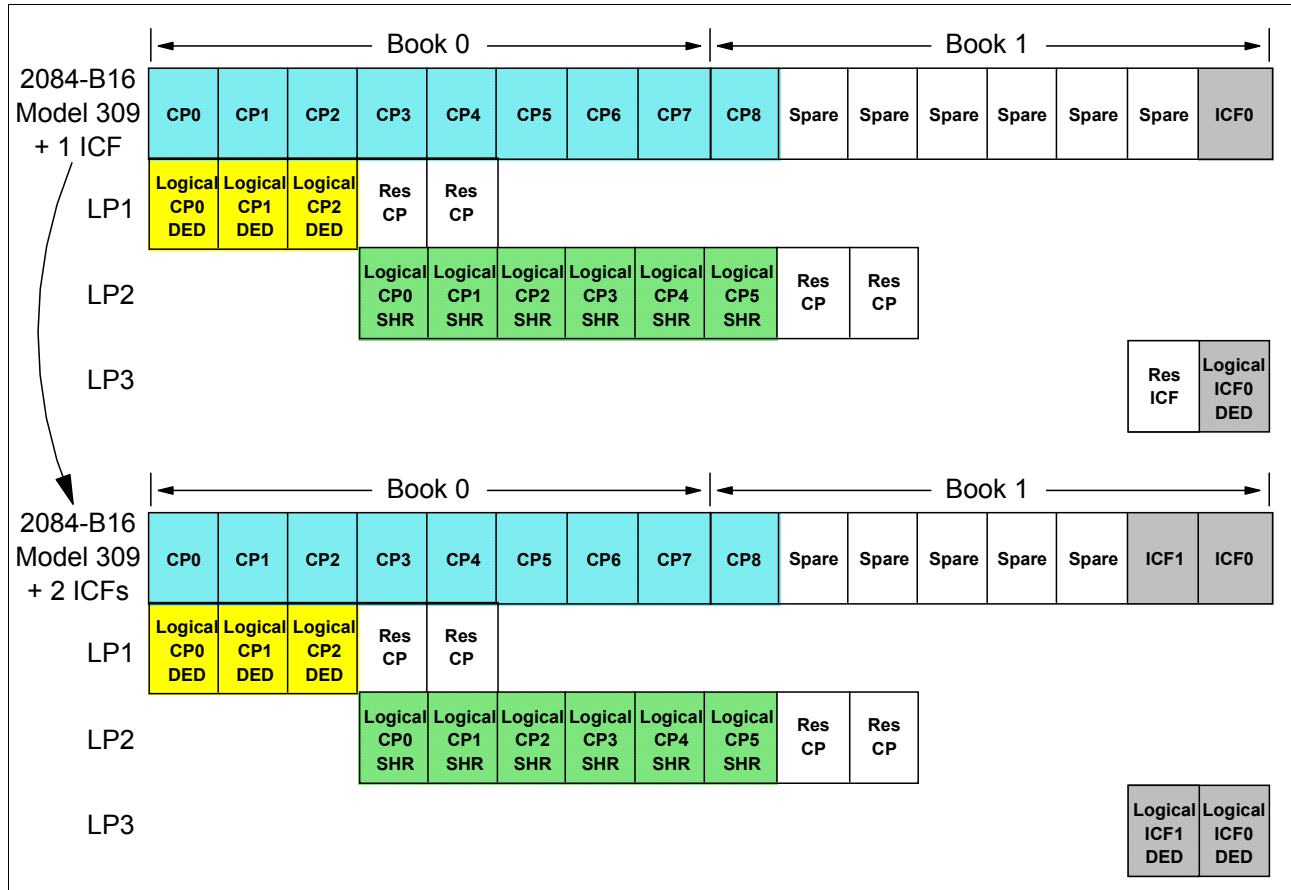 Book 0 Book 1
2084-B16
Model 309
+ 1 ICF
CP0 CP1 CP2 CP3 CP4 CP5 CP6 CP7 CP8 Spare Spare Spare Spare Spare Spare ICF0
LP1
Logical Logical Logical Res Res
CP0 CP1 CP2 CP CP
DED DED DED
LP2
Logical Logical Logical Logical Logical Logical Res Res
CP0 CP1 CP2 CP3 CP4 CP5 CP CP
SHR SHR SHR SHR SHR SHR
LP3
Res Logical
ICF ICF0
DED
Book 0 Book 1
2084-B16
Model 309
+ 2 ICFs
CP0 CP1 CP2 CP3 CP4 CP5 CP6 CP7 CP8 Spare Spare Spare Spare Spare ICF1 ICF0
LP1
Logical Logical Logical Res Res
CP0 CP1 CP2 CP CP
DED DED DED
LP2
Logical Logical Logical Logical Logical Logical Res Res
CP0 CP1 CP2 CP3 CP4 CP5 CP CP
SHR SHR SHR SHR SHR SHR
LP3
Logical Logical
ICF1 ICF0
DED DED